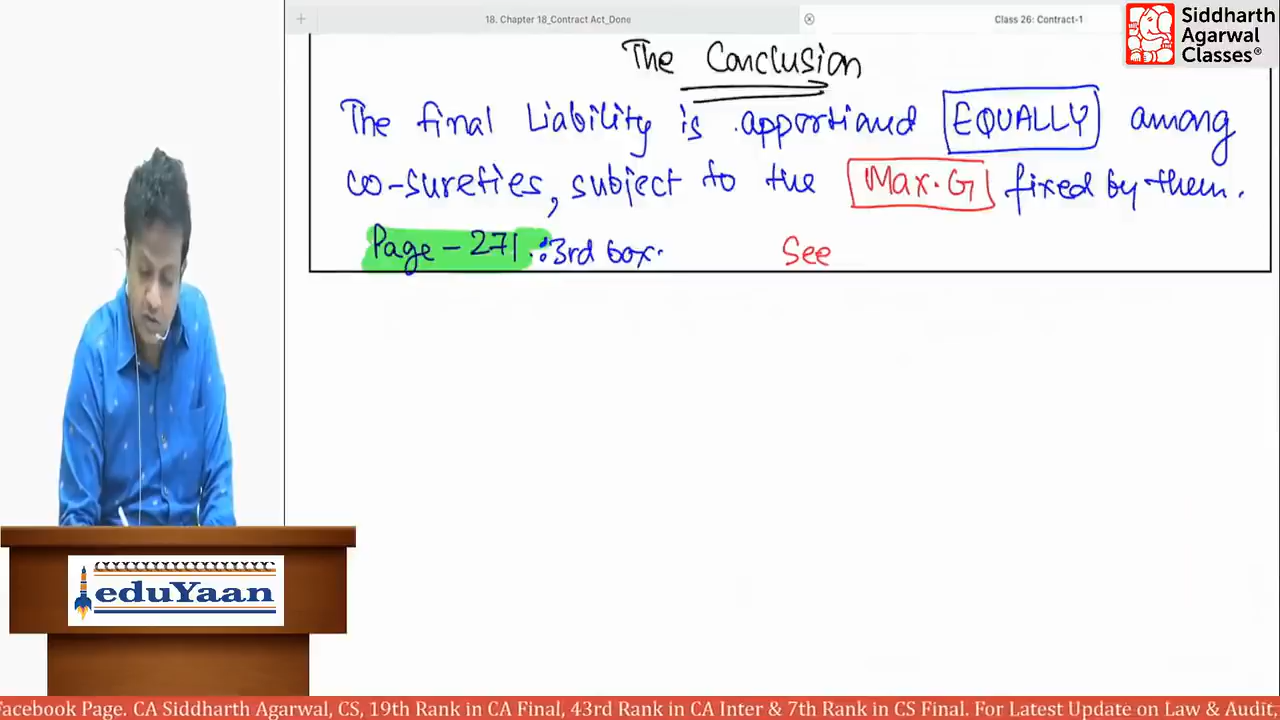 18. Chapter 18_Contract Act_Done
Class 26: Contract-1
Siddharth
Agarwal
Classes®
The Conclusion
The final Liability is apportioned EQUALLY among
co-sureties, subject to the Max. G fixed by them.
Page - 271 : 3rd box. See
eduYaan
Facebook Page. CA Siddharth Agarwal, CS, 19th Rank in CA Final, 43rd Rank in CA Inter & 7th Rank in CS Final. For Latest Update on Law & Audit.